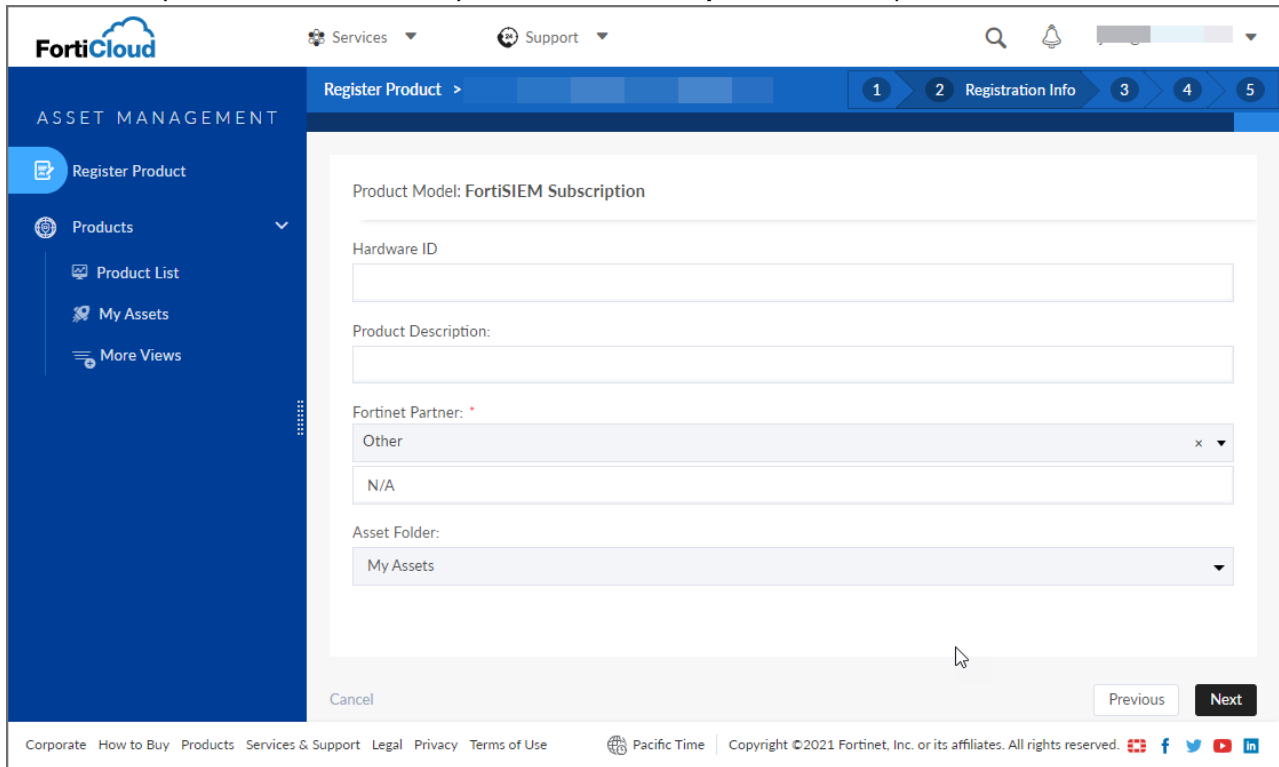 FortiCloud
Services
24
Support
ASSET MANAGEMENT
Register Product
Products
Product List
My Assets
More Views
Register Product >
1
2 Registration Info
3
4
5
Product Model: FortiSIEM Subscription
Hardware ID
Product Description:
Fortinet Partner: *
Other
x
N/A
Asset Folder:
My Assets
Cancel
Previous
Next
Corporate How to Buy Products Services & Support Legal Privacy Terms of Use Pacific Time Copyright ©2021 Fortinet, Inc. or its affiliates. All rights reserved.